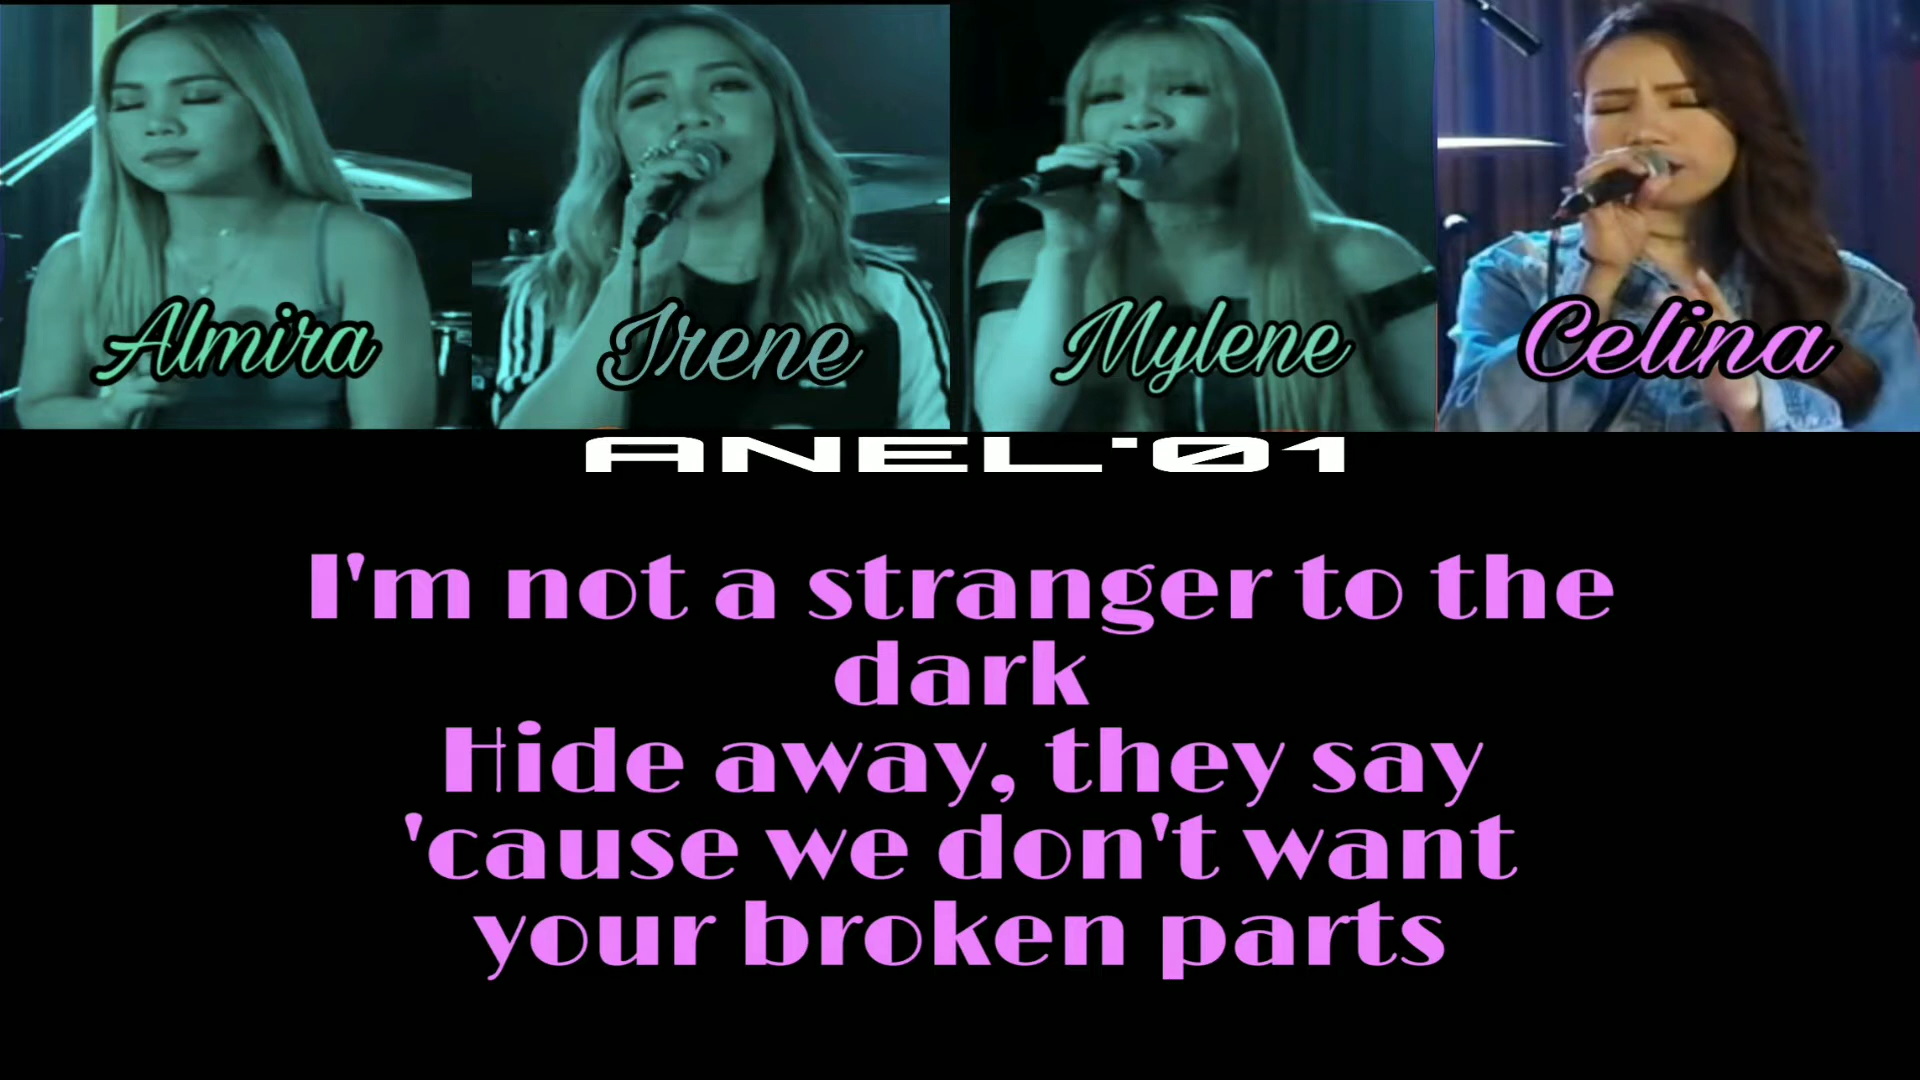 Almira Irene Mylene Celina
ANEL'01
I'm not a stranger to the
dark
Hide away, they say
'cause we don't want
your broken parts